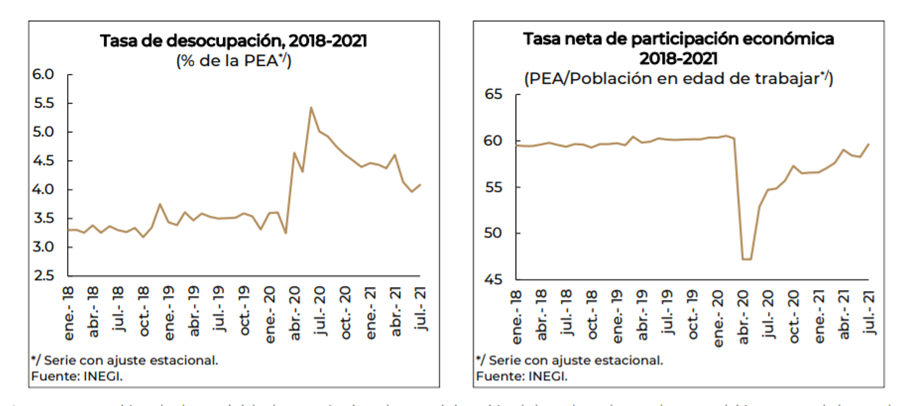 Tasa de desocupación, 2018-2021
(% de la PEA*/)
6.0
5.5
5.0
4.5
4.0
3.5
3.0
2.5
ene.- 18
abr.- 18
jul.- 18
oct.- 18
ene.- 19
abr.- 19
jul.- 19
oct.- 19
ene.- 20
abr.- 20
jul.- 20
oct.- 20
ene.- 21
abr.- 21
jul.- 21
*/ Serie con ajuste estacional.
Fuente: INEGI.
Tasa neta de participación económica
2018-2021
(PEA/Población en edad de trabajar*/)
65
60
55
50
45
ene.- 18
abr.- 18
jul.- 18
oct.- 18
ene.- 19
abr.- 19
jul.- 19
oct.- 19
ene.- 20
abr.- 20
jul.- 20
oct.- 20
ene.- 21
abr.- 21
jul.- 21
*/ Serie con ajuste estacional.
Fuente: INEGI.